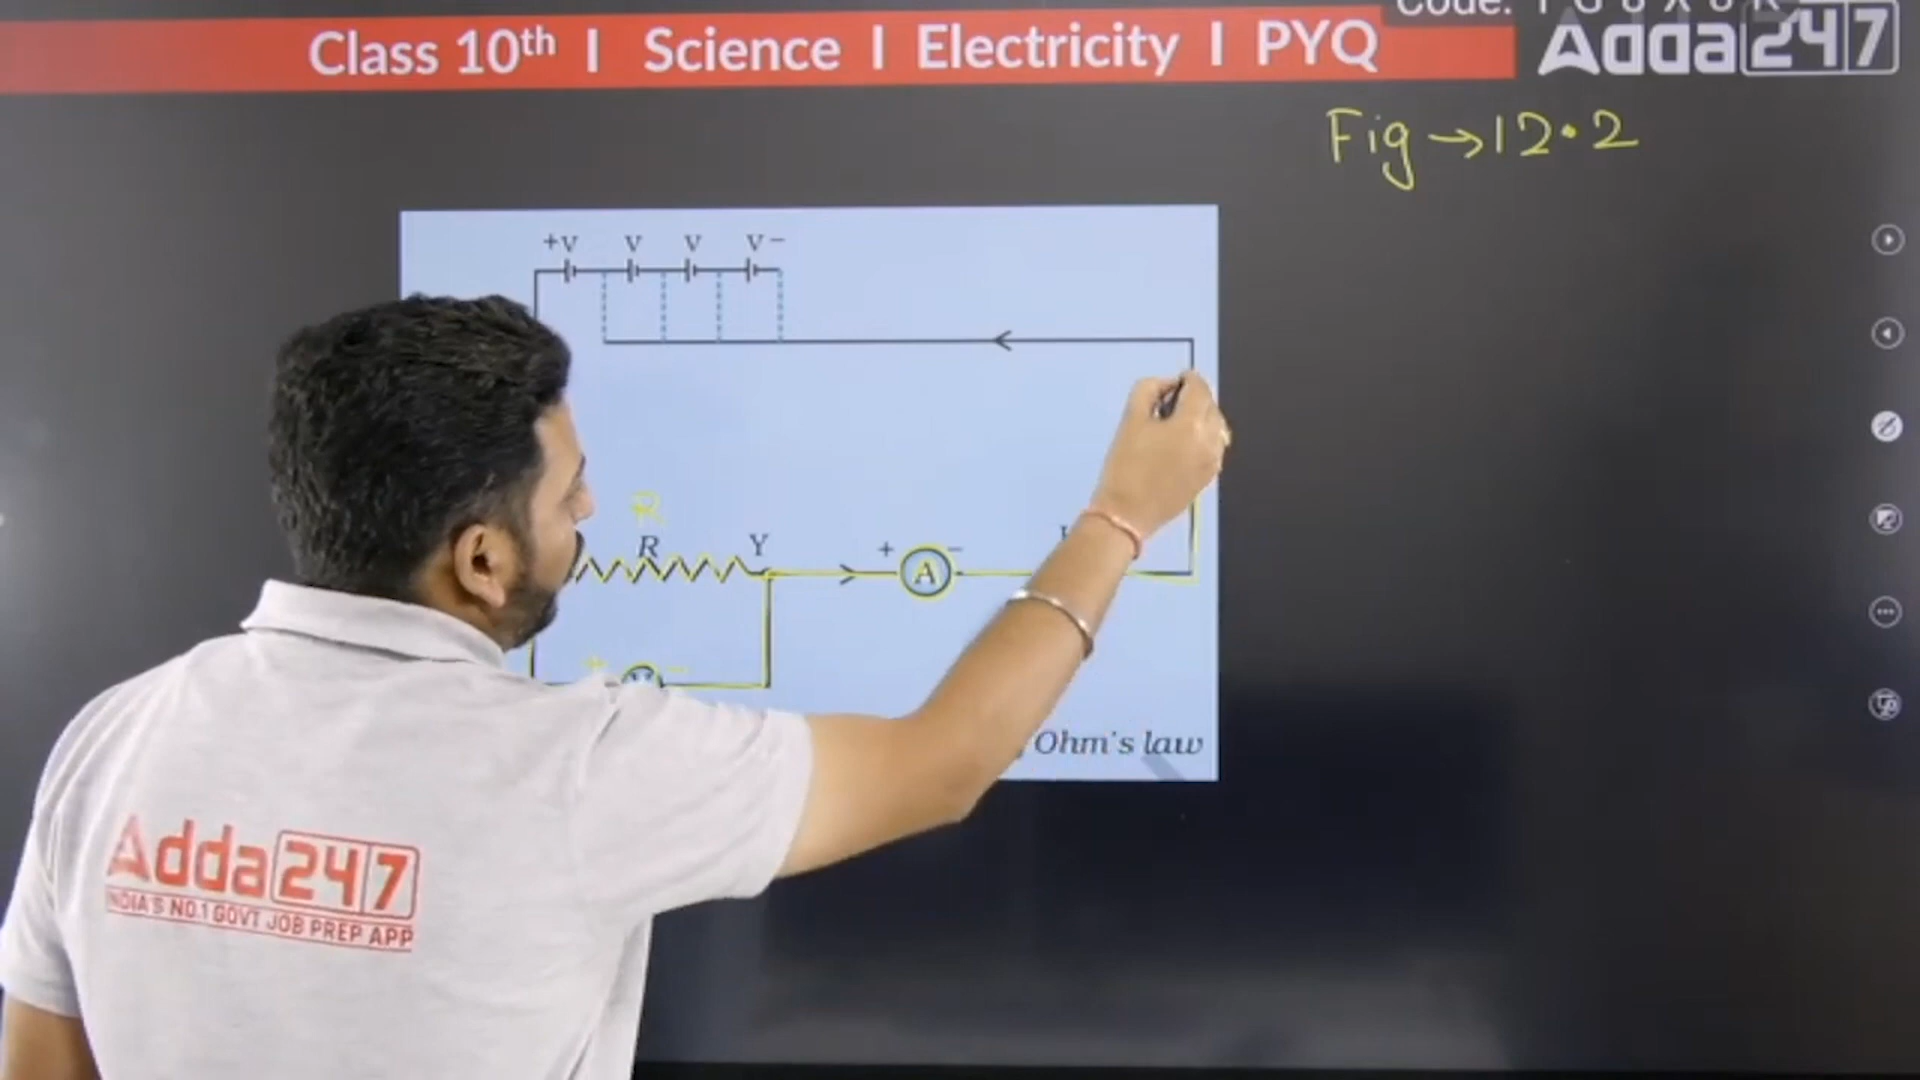 Code:
Class 10th | Science | Electricity | PYQ
Adda247
Fig → 12.2
+V V V V−
R
R Y
+ A −
+ −
Ohm's law
Adda247
INDIA'S NO.1 GOVT JOB PREP APP